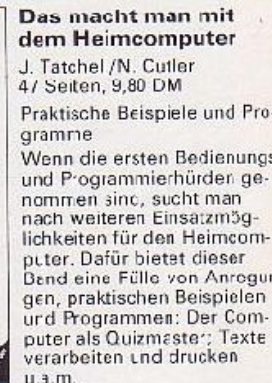 Das macht man mit
dem Heimcomputer
J. Tatchel/N. Cutler
47 Seiten, 9,80 DM
Praktische Beispiele und Pro
gramme
Wenn die ersten Bedienungs
und Programmierhürden ge-
nommen sind, sucht man
nach weiteren Einsatzmög-
lichkeiten für den Heimcom-
puter. Dafür bietet dieser
Band eine Fülle von Anregun
gen, praktischen Beispielen
und Programmen: Der Com-
puter als Quizmaster; Texte
verarbeiten und drucken
u.a.m.